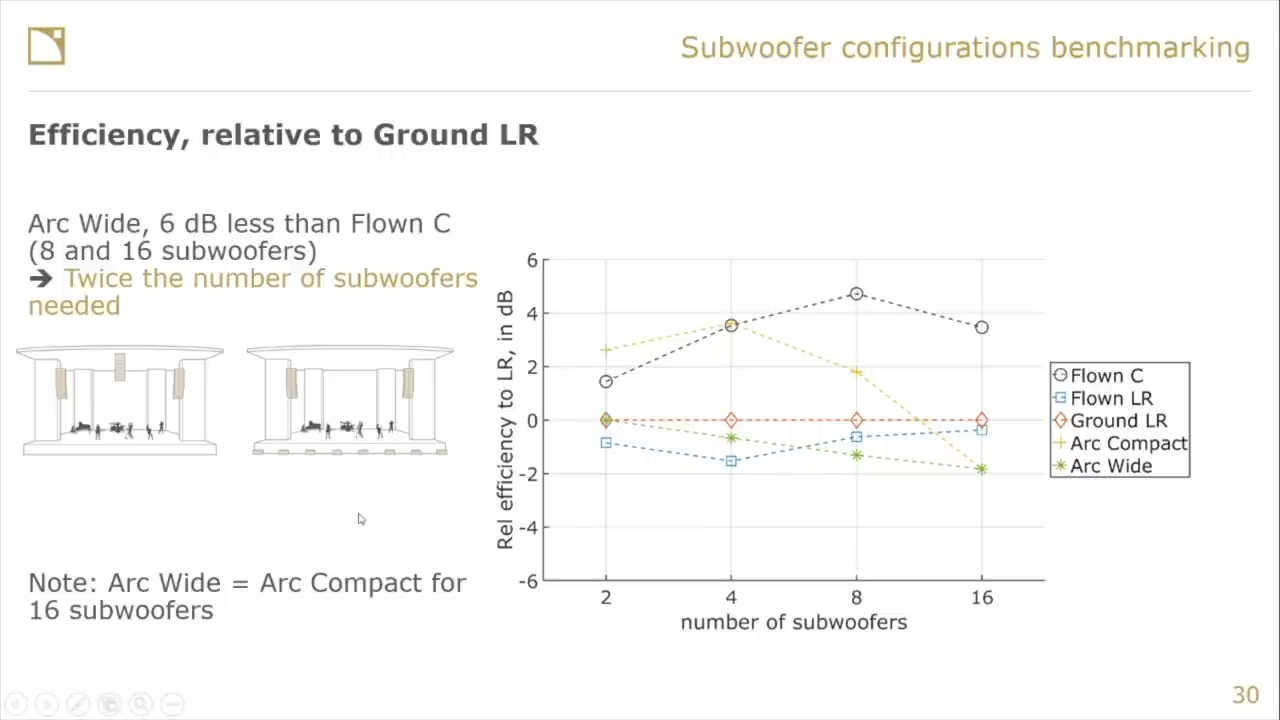 Subwoofer configurations benchmarking
Efficiency, relative to Ground LR
Arc Wide, 6 dB less than Flown C
(8 and 16 subwoofers)
➔ Twice the number of subwoofers
needed
Note: Arc Wide = Arc Compact for
16 subwoofers
Rel efficiency to LR, in dB
6
4
2
0
-2
-4
-6
2 4 8 16
number of subwoofers
Flown C
Flown LR
Ground LR
Arc Compact
Arc Wide
30